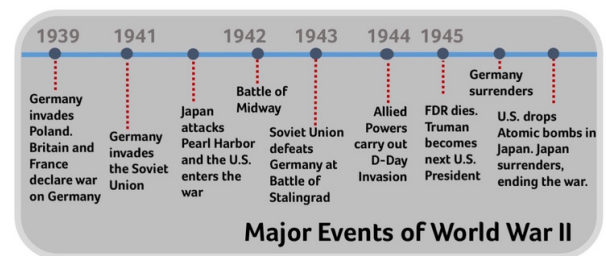 1939
1941
1942
1943
1944
1945
Germany
invades
Poland.
Britain and
France
declare war
on Germany
Germany
invades
the Soviet
Union
Japan
attacks
Pearl Harbor
and the U.S.
enters the
war
Battle of
Midway
Soviet Union
defeats
Germany at
Battle of
Stalingrad
Allied
Powers
carry out
D-Day
Invasion
FDR dies.
Truman
becomes
next U.S.
President
Germany
surrenders
U.S. drops
Atomic bombs in
Japan. Japan
surrenders,
ending the war.
Major Events of World War II